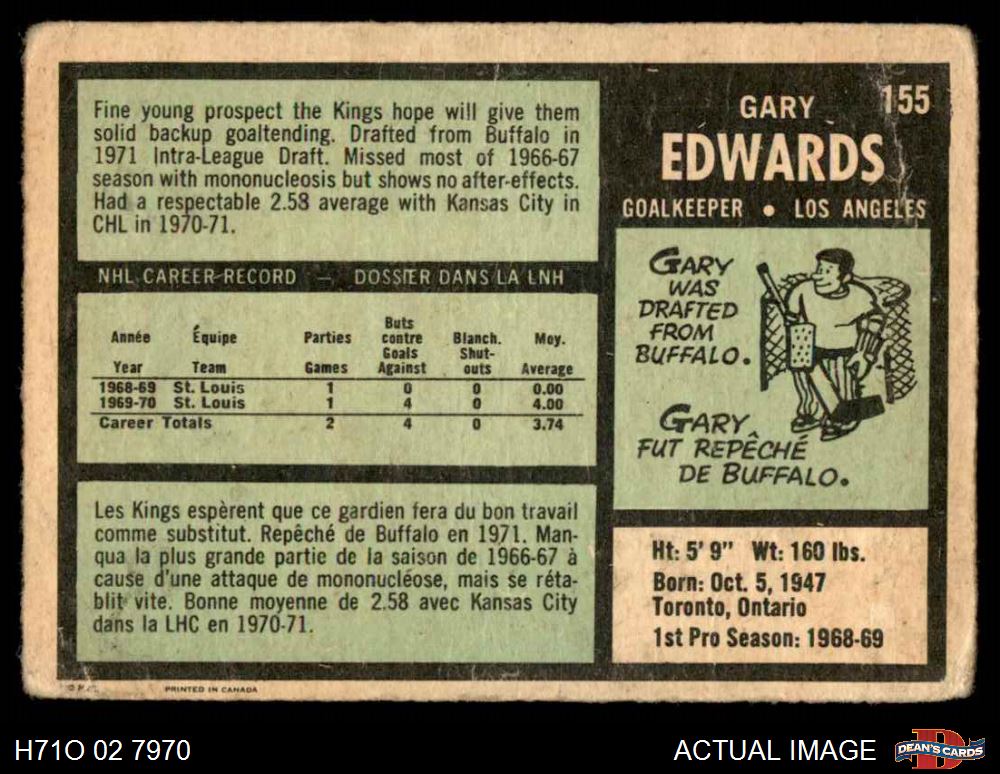 Fine young prospect the Kings hope will give them
solid backup goaltending. Drafted from Buffalo in
1971 Intra-League Draft. Missed most of 1966-67
season with mononucleosis but shows no after-effects.
Had a respectable 2.58 average with Kansas City in
CHL in 1970-71.
NHL CAREER RECORD — DOSSIER DANS LA LNH
Année Équipe Parties Buts contre Blanch. Moy.
Year Team Games Goals Against Shut-outs Average
1968-69 St. Louis 1 0 0 0.00
1969-70 St. Louis 1 4 0 4.00
Career Totals 2 4 0 3.74
Les Kings espèrent que ce gardien fera du bon travail
comme substitut. Repêché de Buffalo en 1971. Man-
qua la plus grande partie de la saison de 1966-67 à
cause d'une attaque de mononucléose, mais se réta-
blit vite. Bonne moyenne de 2.58 avec Kansas City
dans la LHC en 1970-71.
PRINTED IN CANADA
155
GARY
EDWARDS
GOALKEEPER • LOS ANGELES
GARY
WAS
DRAFTED
FROM
BUFFALO.
GARY
FUT REPÊCHÉ
DE BUFFALO.
Ht: 5' 9" Wt: 160 lbs.
Born: Oct. 5, 1947
Toronto, Ontario
1st Pro Season: 1968-69
H71O 02 7970
ACTUAL IMAGE
DEAN'S CARDS